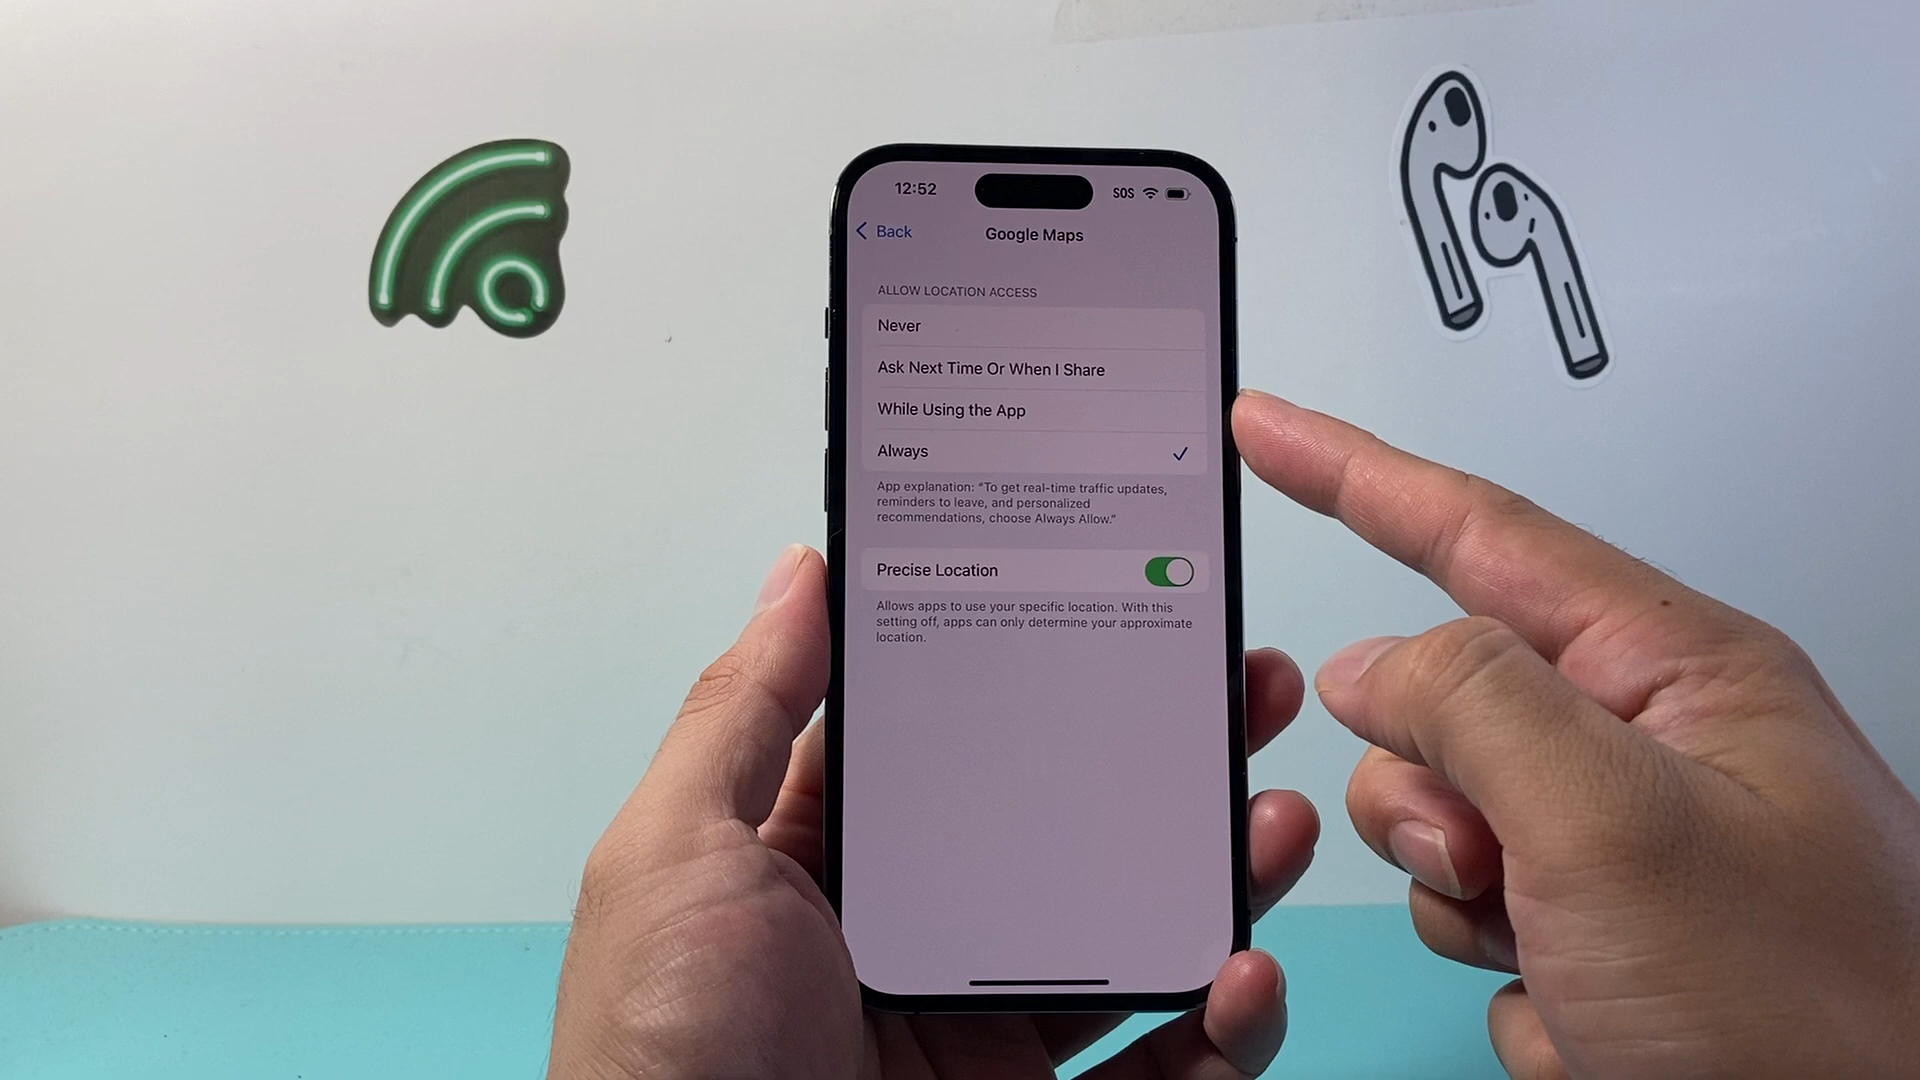 12:52
SOS
Back
Google Maps
ALLOW LOCATION ACCESS
Never
Ask Next Time Or When I Share
While Using the App
Always
App explanation: “To get real-time traffic updates,
reminders to leave, and personalized
recommendations, choose Always Allow.”
Precise Location
Allows apps to use your specific location. With this
setting off, apps can only determine your approximate
location.